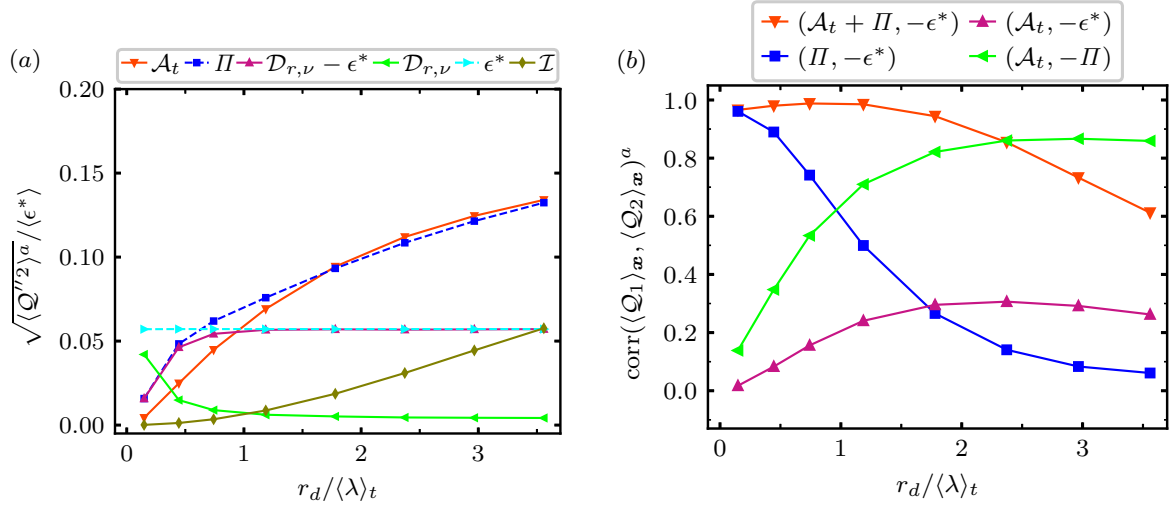 (a)
𝒜ₜ Π 𝒟ᵣ,ᵥ − ϵ* 𝒟ᵣ,ᵥ ϵ* ℐ
0.20
0.15
0.10
0.05
0.00
√⟨𝒬″²⟩ᵃ/⟨ϵ*⟩
0 1 2 3
r_d/⟨λ⟩ₜ
(b)
(𝒜ₜ + Π, −ϵ*) (𝒜ₜ, −ϵ*)
(Π, −ϵ*) (𝒜ₜ, −Π)
1.0
0.8
0.6
0.4
0.2
0.0
corr(⟨𝒬₁⟩ₓ, ⟨𝒬₂⟩ₓ)ᵃ
0 1 2 3
r_d/⟨λ⟩ₜ